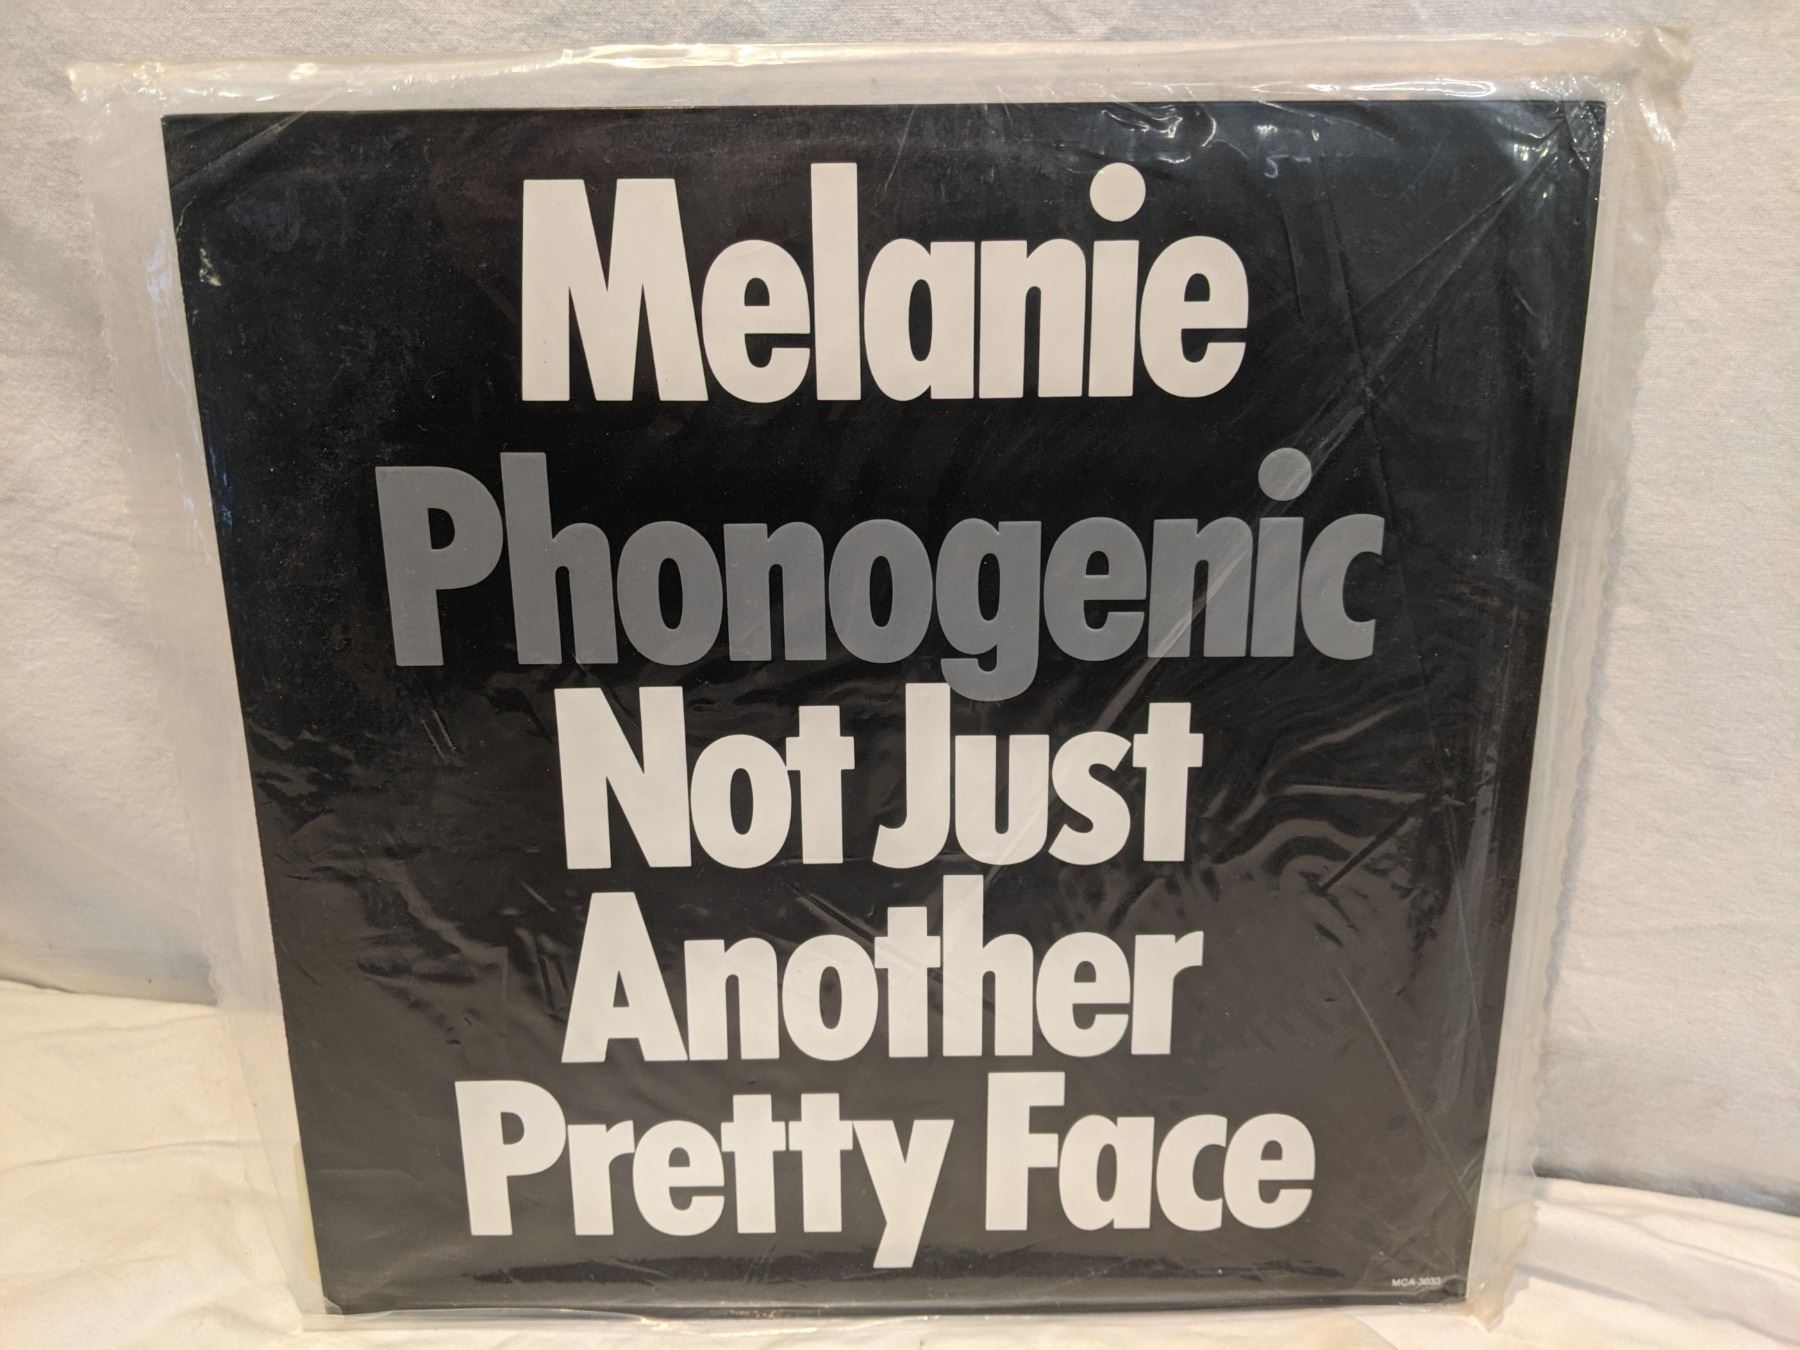 Melanie
Phonogenic
Not Just
Another
Pretty Face
MCA-3033